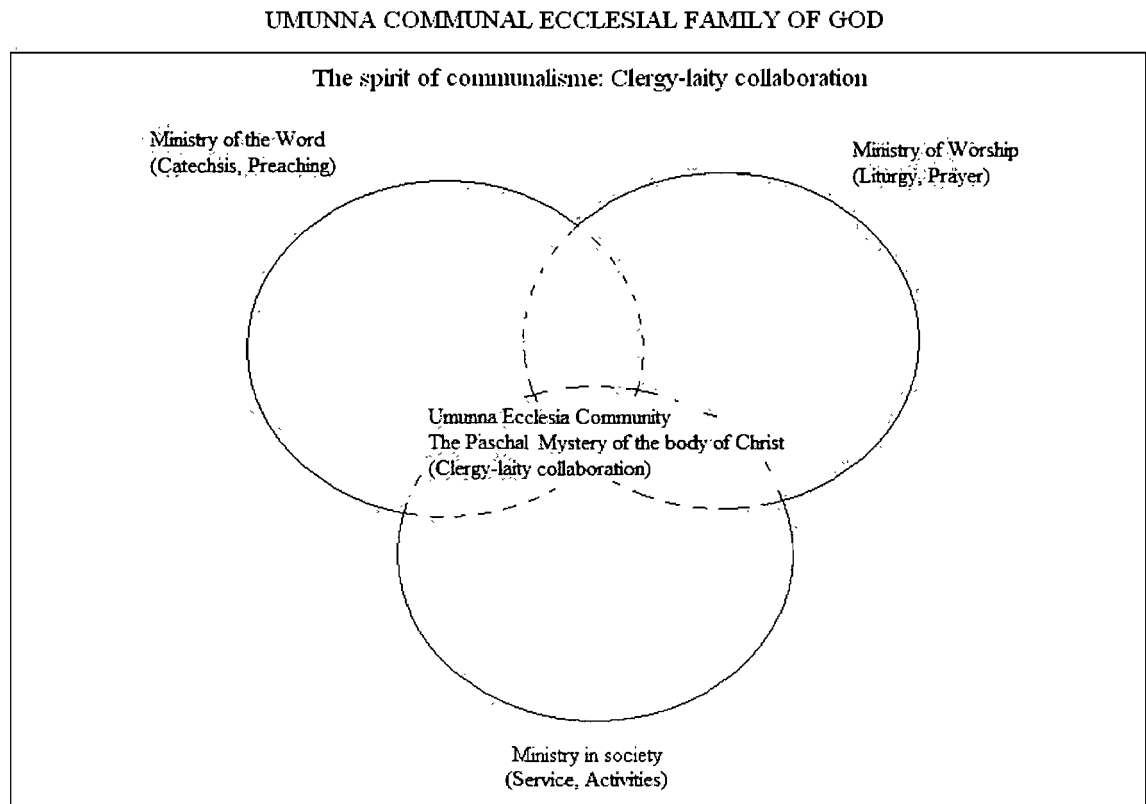 UMUNNA COMMUNAL ECCLESIAL FAMILY OF GOD
The spirit of communalisme: Clergy-laity collaboration
Ministry of the Word
(Catechsis, Preaching)
Ministry of Worship
(Liturgy, Prayer)
Umunna Ecclesia Community
The Paschal Mystery of the body of Christ
(Clergy-laity collaboration)
Ministry in society
(Service, Activities)